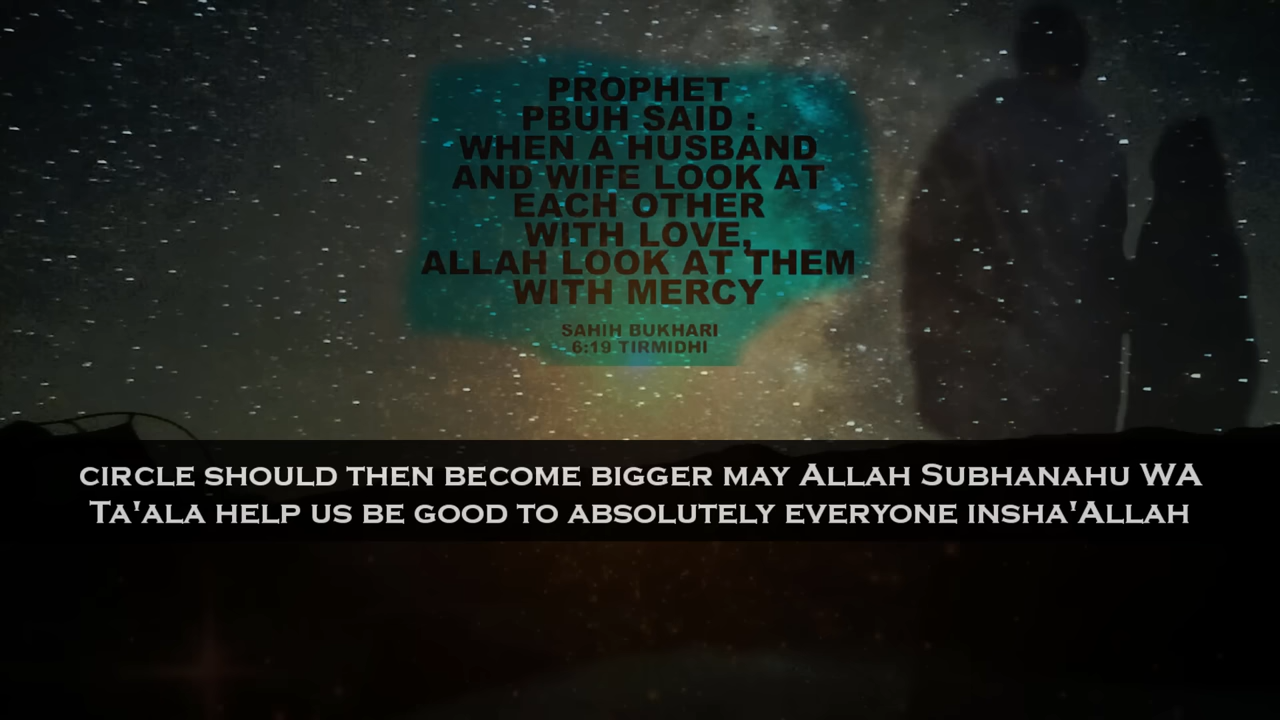 PROPHET
PBUH SAID :
WHEN A HUSBAND
AND WIFE LOOK AT
EACH OTHER
WITH LOVE,
ALLAH LOOK AT THEM
WITH MERCY
SAHIH BUKHARI
6:19 TIRMIDHI
CIRCLE SHOULD THEN BECOME BIGGER MAY ALLAH SUBHANAHU WA
TA'ALA HELP US BE GOOD TO ABSOLUTELY EVERYONE INSHA'ALLAH